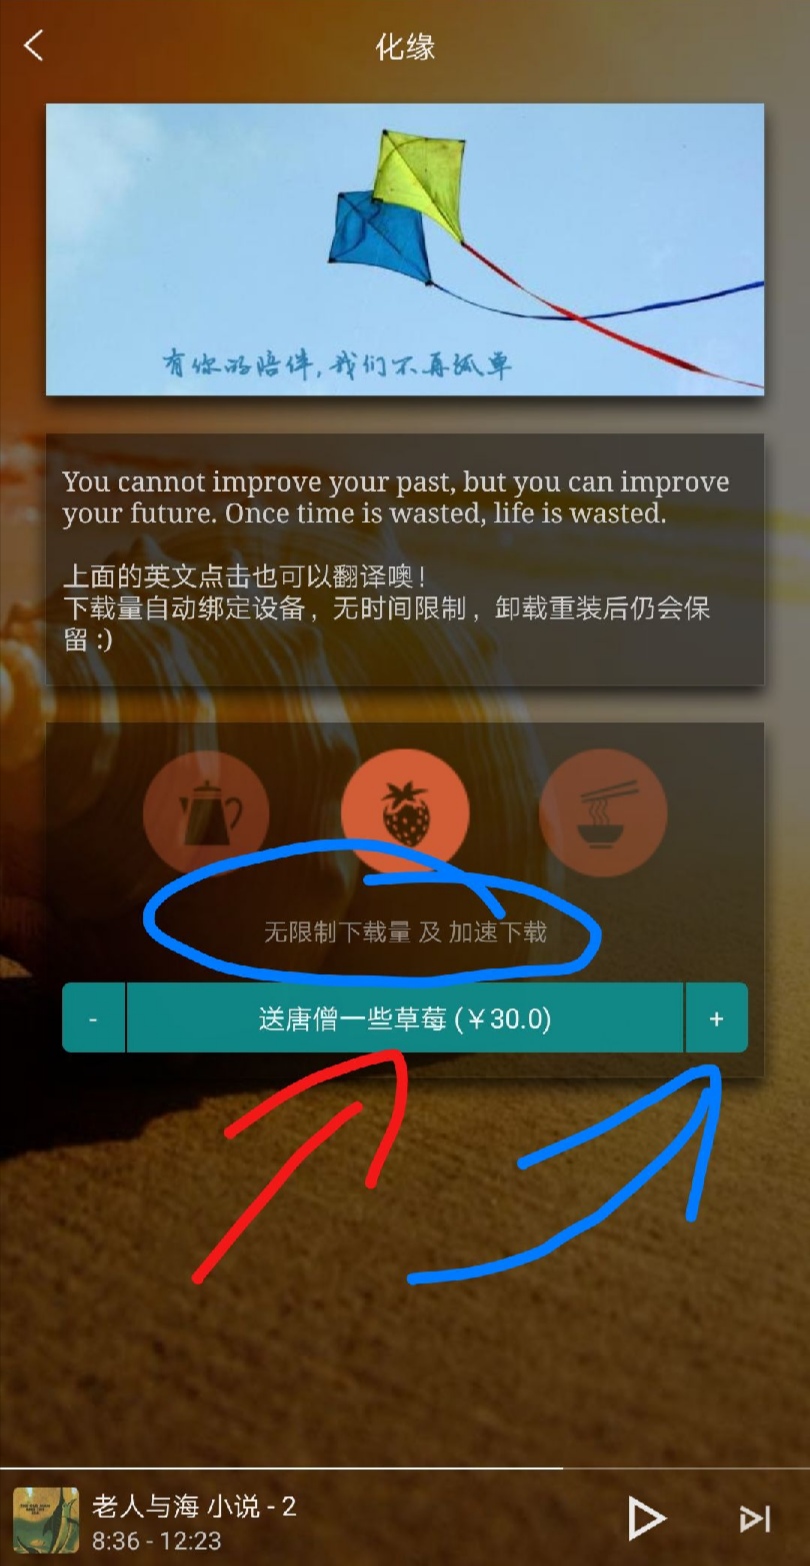 化缘
有你的陪伴,我们不再孤单
You cannot improve your past, but you can improve
your future. Once time is wasted, life is wasted.
上面的英文点击也可以翻译噢！
下载量自动绑定设备，无时间限制，卸载重装后仍会保
留 :)
无限制下载量 及 加速下载
- 送唐僧一些草莓 (￥30.0) +
老人与海 小说 - 2
8:36 - 12:23